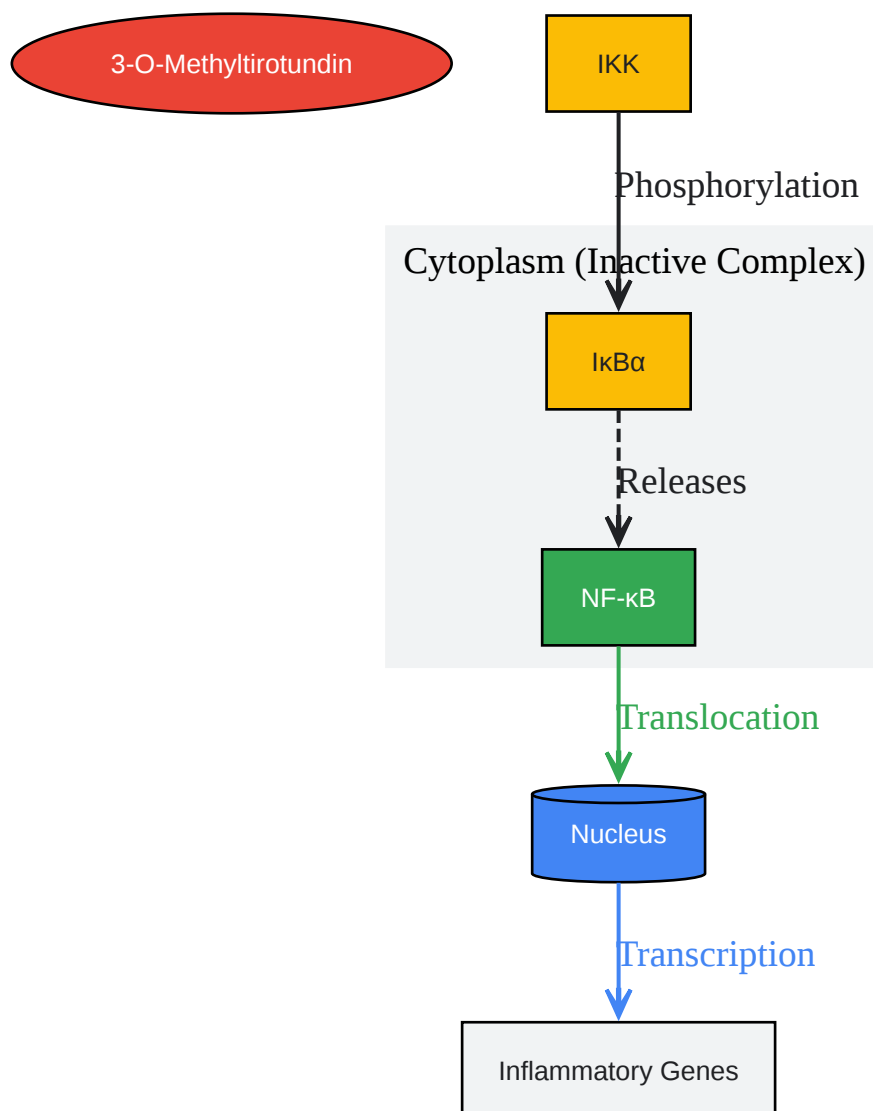 3-O-Methyltirotundin
IKK
Phosphorylation
Cytoplasm (Inactive Complex)
IκBα
Releases
NF-κB
Translocation
Nucleus
Transcription
Inflammatory Genes